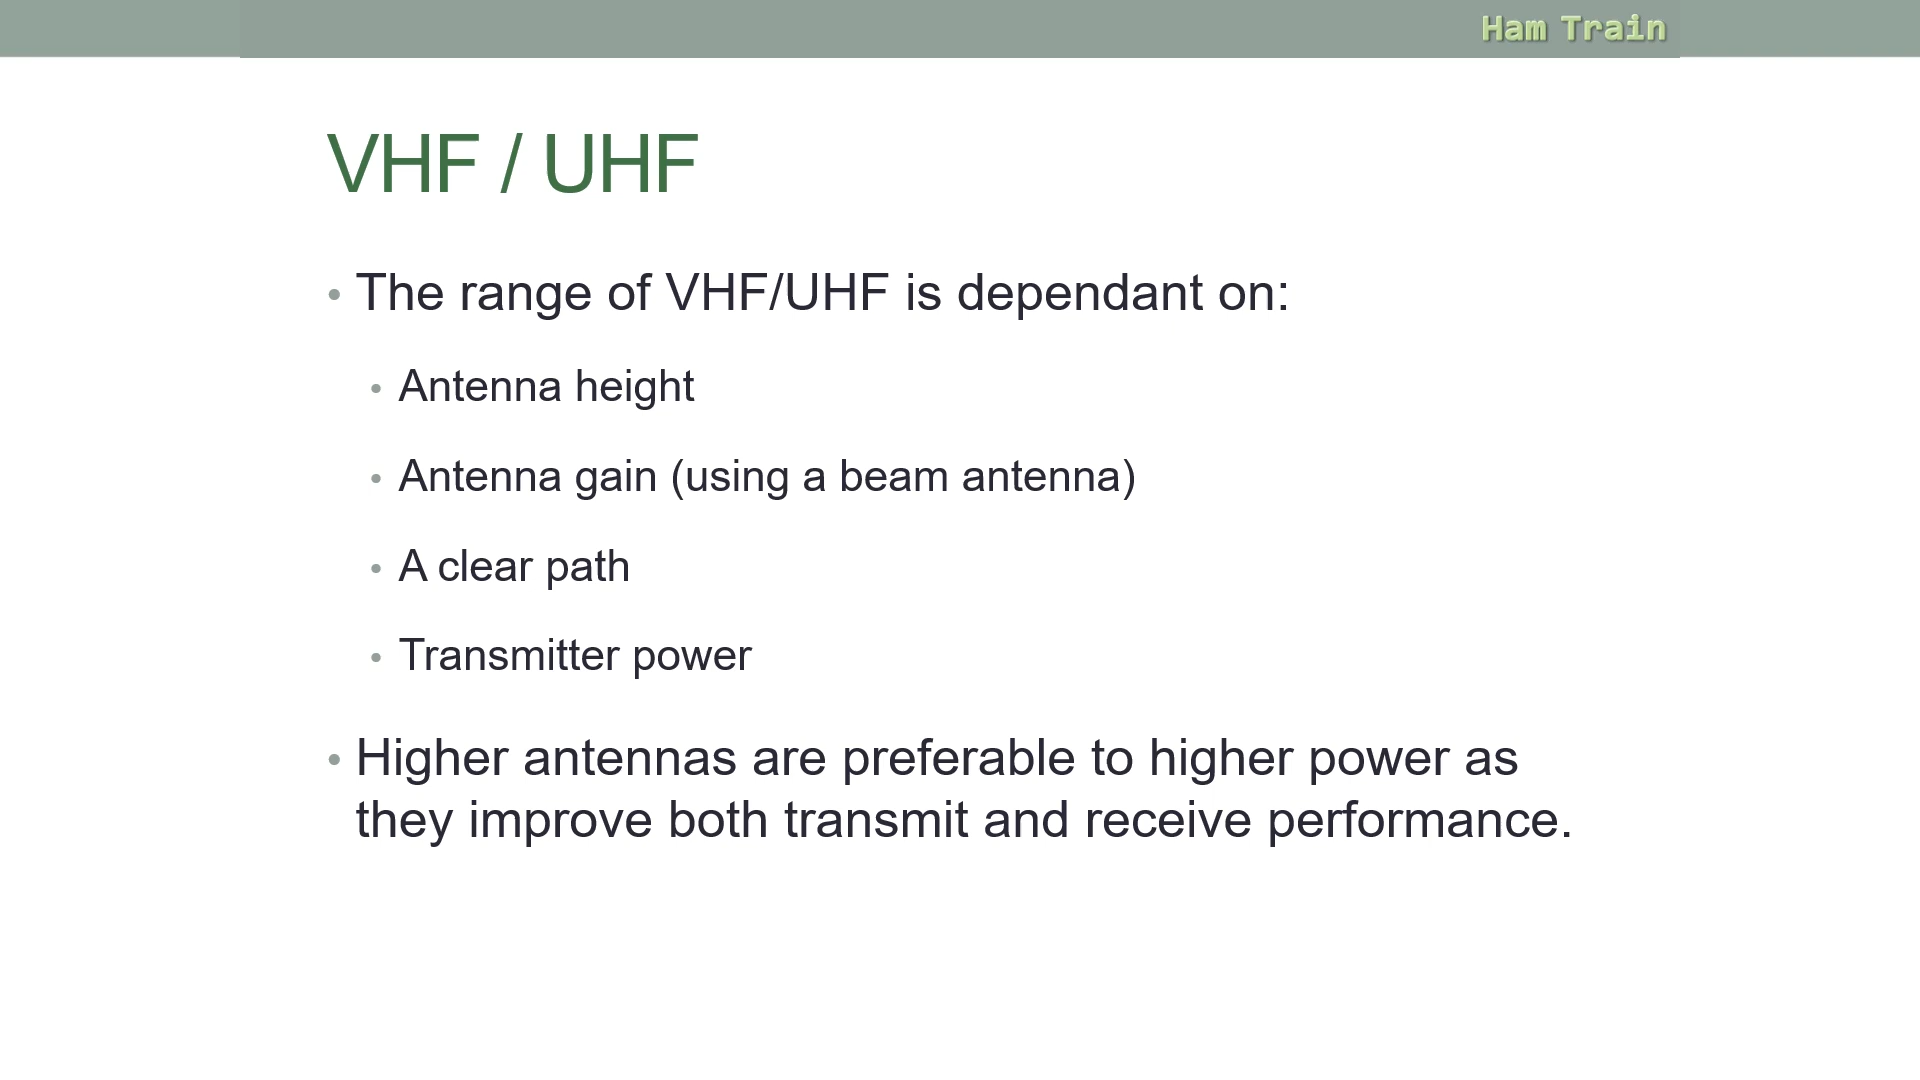 Ham Train
VHF / UHF
• The range of VHF/UHF is dependant on:
• Antenna height
• Antenna gain (using a beam antenna)
• A clear path
• Transmitter power
• Higher antennas are preferable to higher power as
they improve both transmit and receive performance.